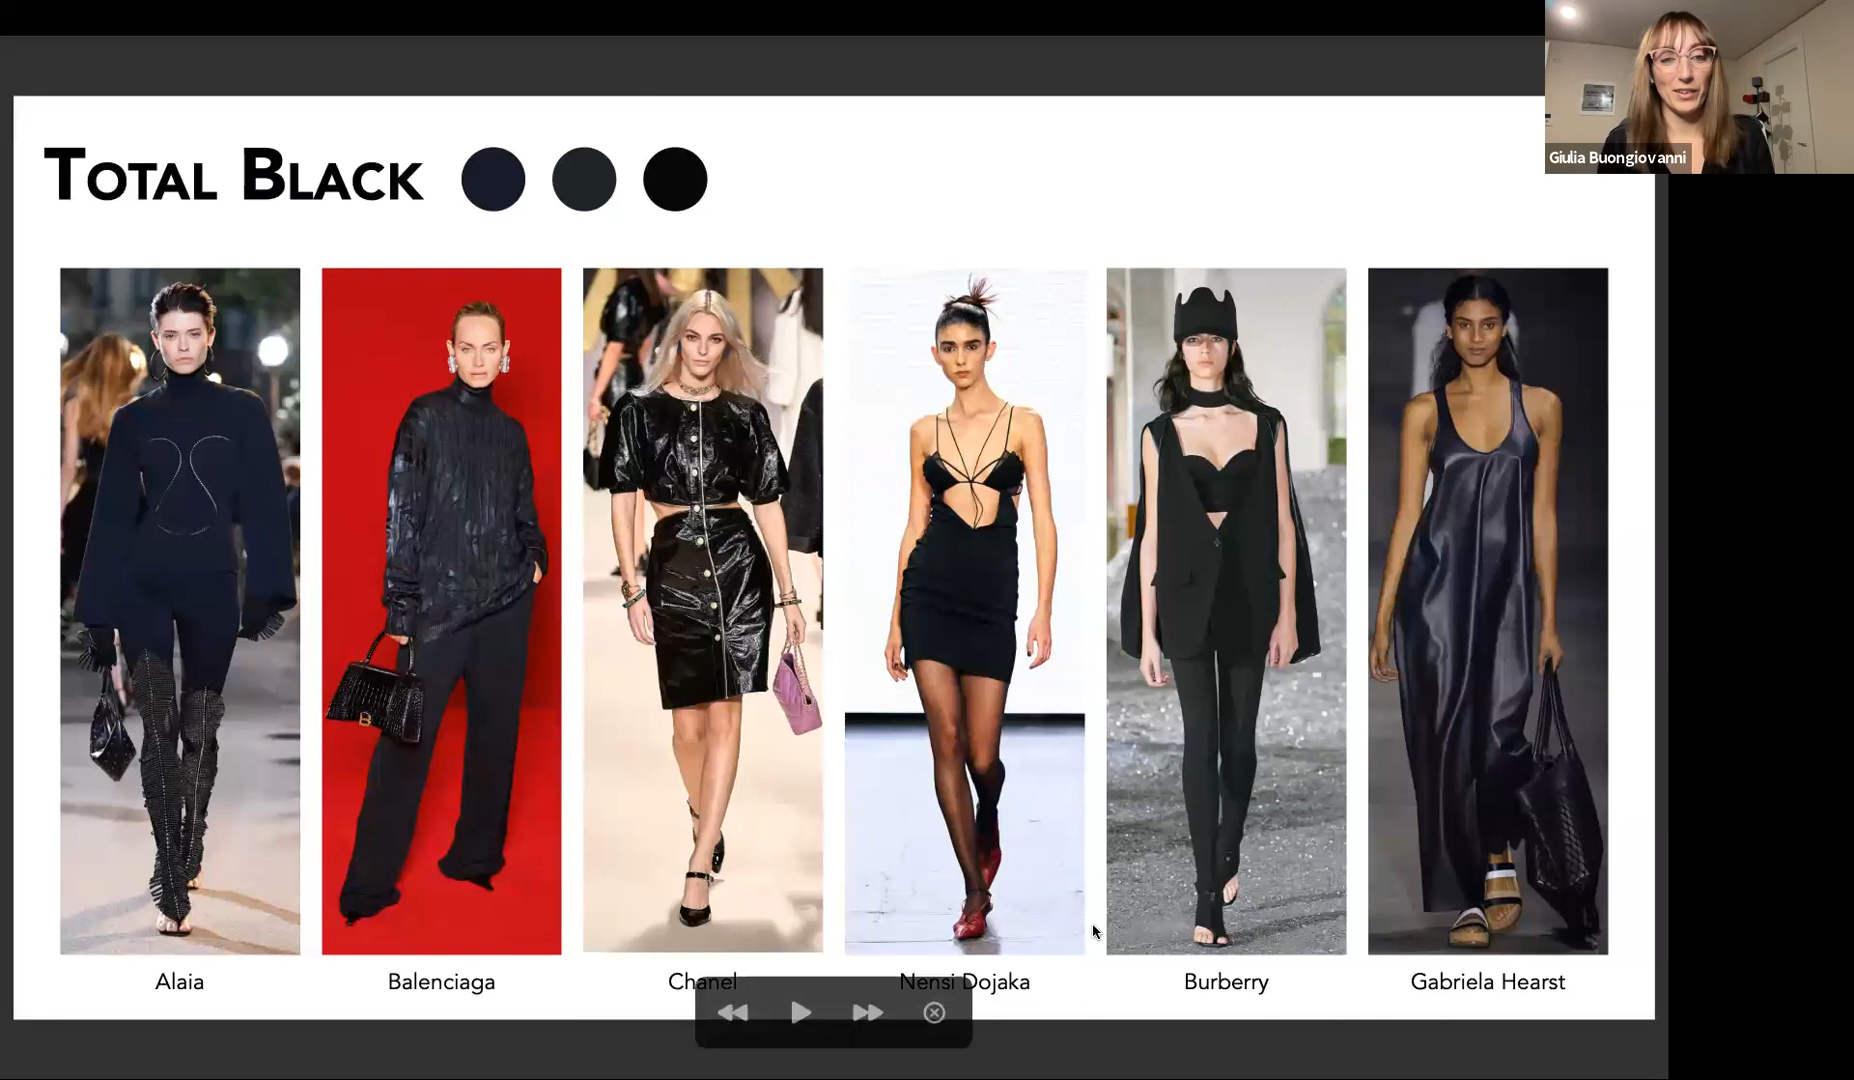 TOTAL BLACK
Giulia Buongiovanni
Alaia
Balenciaga
Chanel
Nensi Dojaka
Burberry
Gabriela Hearst